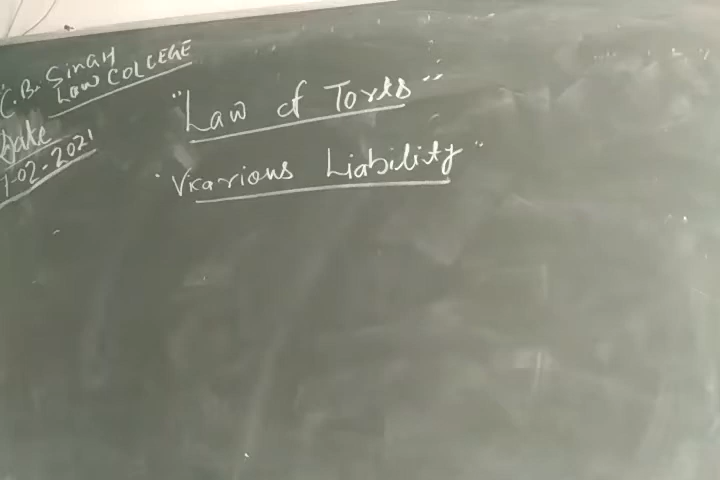 C.B. Singh
Law COLLEGE
Date
1-02-2021
"Law of Torts"
"Vicarious Liability"